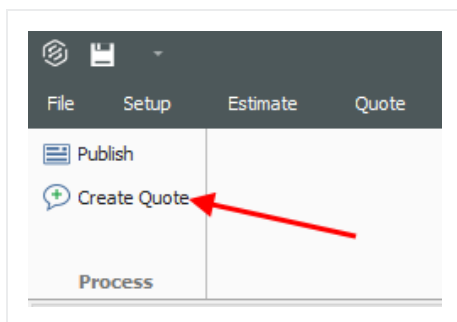 File Setup Estimate Quote
Publish
Create Quote
Process